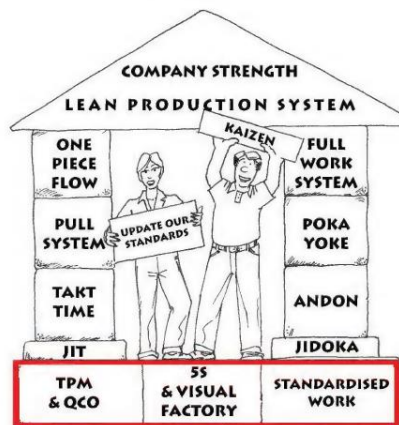 COMPANY STRENGTH
LEAN PRODUCTION SYSTEM
ONE
PIECE
FLOW
PULL
SYSTEM
TAKT
TIME
JIT
UPDATE OUR
STANDARDS
KAIZEN
FULL
WORK
SYSTEM
POKA
YOKE
ANDON
JIDOKA
TPM
& QCO
5S
& VISUAL
FACTORY
STANDARDISED
WORK